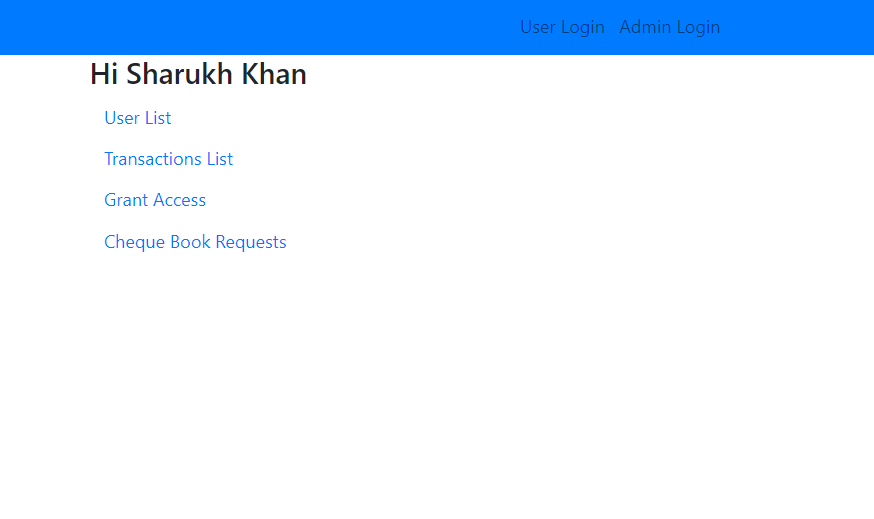 User Login Admin Login
Hi Sharukh Khan
User List
Transactions List
Grant Access
Cheque Book Requests